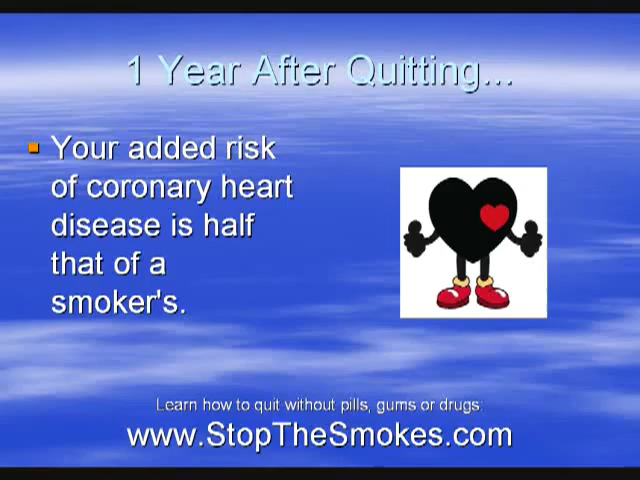 1 Year After Quitting...
Your added risk
of coronary heart
disease is half
that of a
smoker's.
Learn how to quit without pills, gums or drugs:
www.StopTheSmokes.com